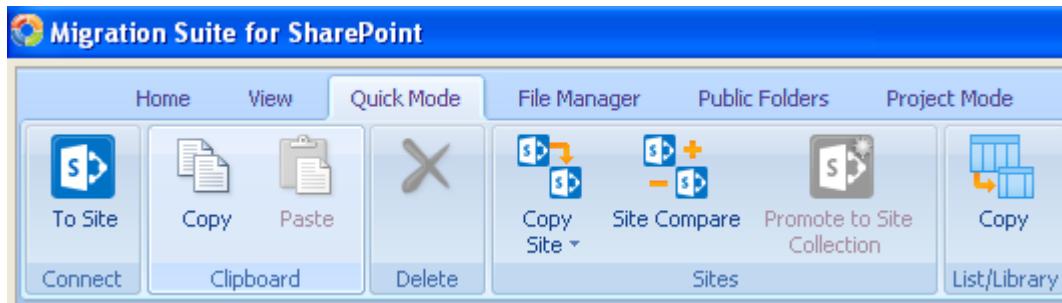 Migration Suite for SharePoint
Home View Quick Mode File Manager Public Folders Project Mode
To Site Copy Paste Copy Site Site Compare Promote to Site Collection Copy
Connect Clipboard Delete Sites List/Library